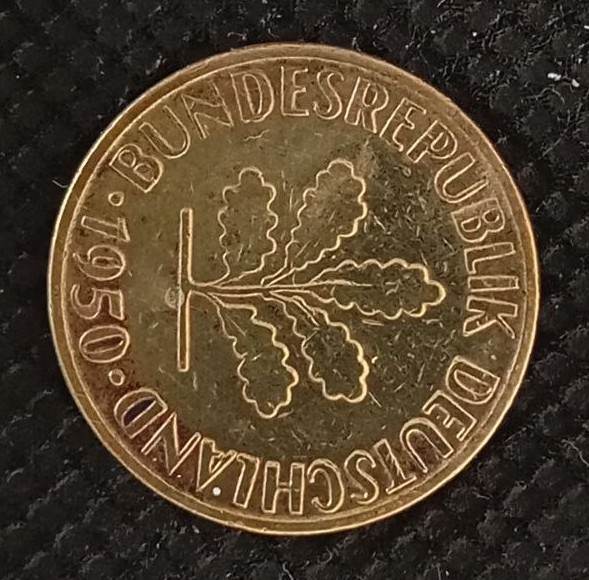 BUNDESREPUBLIK DEUTSCHLAND
· 1950 ·